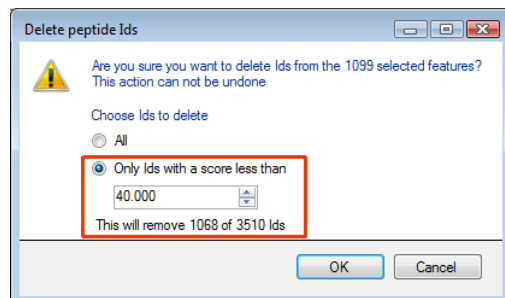 Delete peptide Ids
Are you sure you want to delete Ids from the 1099 selected features?
This action can not be undone
Choose Ids to delete
All
Only Ids with a score less than
40.000
This will remove 1068 of 3510 Ids
OK
Cancel